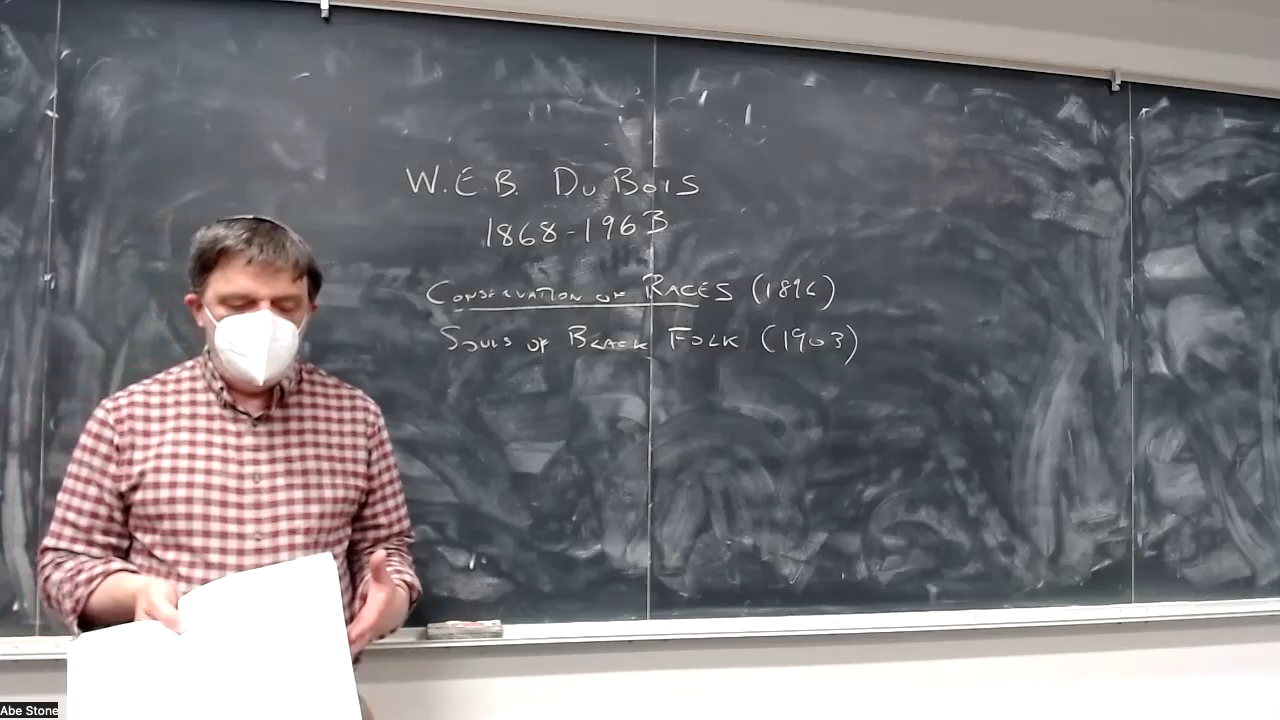 W.E.B. Du Bois
1868-1963
Conservation of Races (1896)
Souls of Black Folk (1903)
Abe Stone